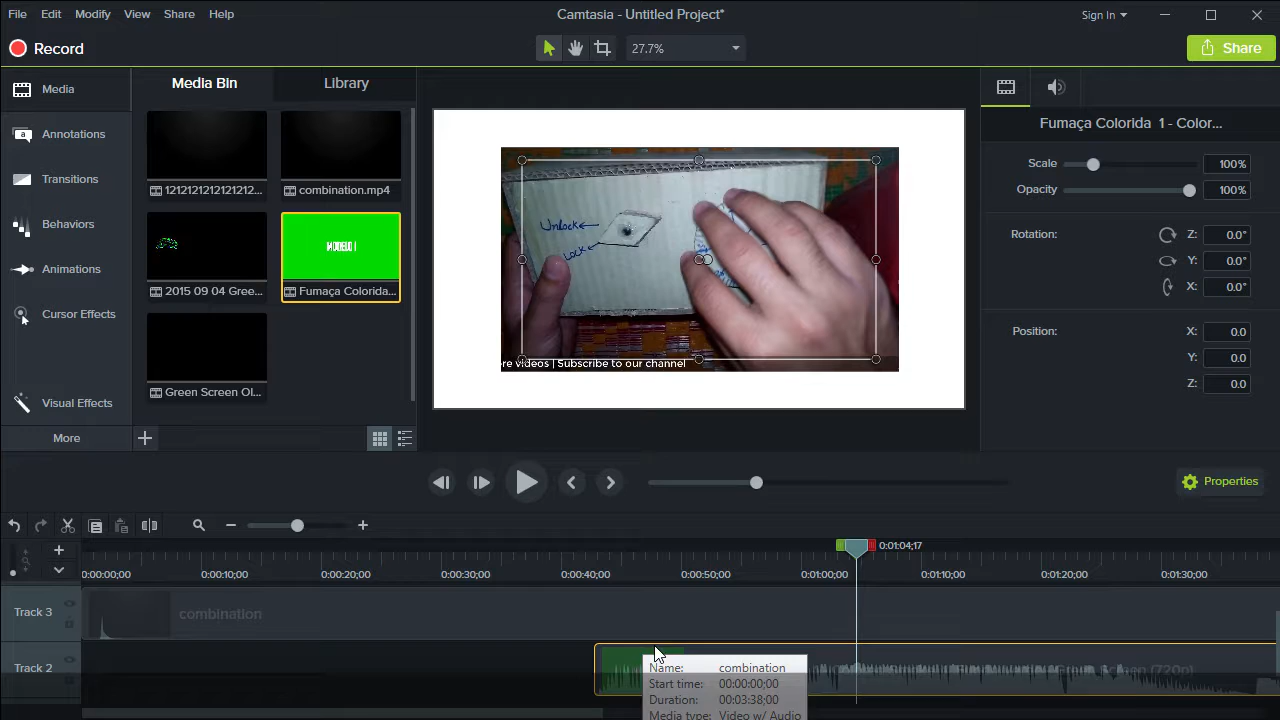 File Edit Modify View Share Help
Camtasia - Untitled Project*
Sign In
Record
27.7%
Share
Media
Annotations
Transitions
Behaviors
Animations
Cursor Effects
Visual Effects
More
Media Bin
Library
1212121212121212...
combination.mp4
2015 09 04 Gree...
MODELO 1
Fumaça Colorida...
Green Screen Ol...
Unlock
Lock
ere videos | Subscribe to our channel
Fumaça Colorida 1 - Color...
Scale 100%
Opacity 100%
Rotation: Z: 0.0°
Y: 0.0°
X: 0.0°
Position: X: 0.0
Y: 0.0
Z: 0.0
Properties
0:01:04;17
0:00:00;00 0:00:10;00 0:00:20;00 0:00:30;00 0:00:40;00 0:00:50;00 0:01:00;00 0:01:10;00 0:01:20;00 0:01:30;00
Track 3
combination
Track 2
Name: combination
Start time: 00:00:00;00
Duration: 00:03:38;00
Media type: Video w/ Audio